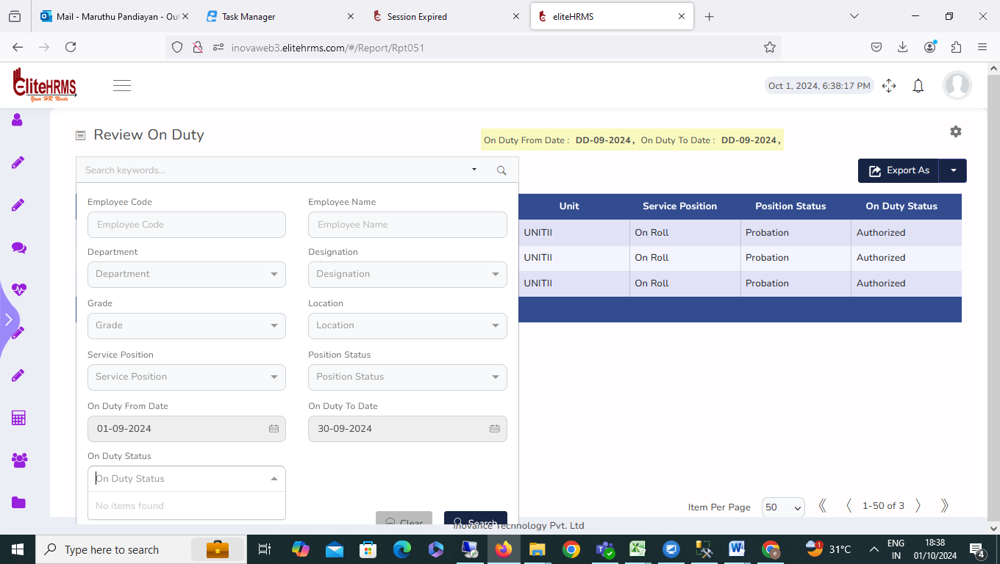 Mail - Maruthu Pandiayan - Out
Task Manager
Session Expired
eliteHRMS
inovaweb3.elitehrms.com/#/Report/Rpt051
EliteHRMS
Your HR Needs
Oct 1, 2024, 6:38:17 PM
Review On Duty
On Duty From Date : DD-09-2024 , On Duty To Date : DD-09-2024 ,
Search keywords...
Export As
Employee Code
Employee Name
Employee Code
Employee Name
Department
Designation
Department
Designation
Grade
Location
Grade
Location
Service Position
Position Status
Service Position
Position Status
On Duty From Date
On Duty To Date
01-09-2024
30-09-2024
On Duty Status
On Duty Status
No items found
Clear
Search
Unit Service Position Position Status On Duty Status
UNITII On Roll Probation Authorized
UNITII On Roll Probation Authorized
UNITII On Roll Probation Authorized
Item Per Page 50 1-50 of 3
Inovance Technology Pvt. Ltd
Type here to search
31°C
ENG
IN
18:38
01/10/2024
4